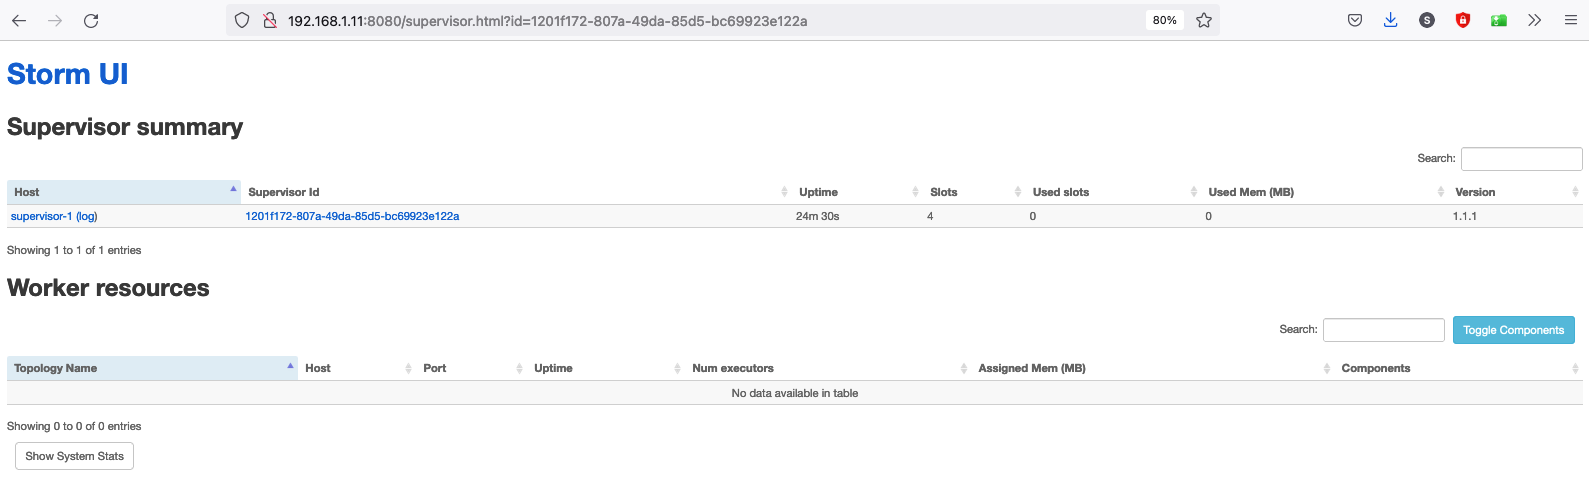 192.168.1.11:8080/supervisor.html?id=1201f172-807a-49da-85d5-bc69923e122a 80% S
Storm UI
Supervisor summary
Search:
Host Supervisor Id Uptime Slots Used slots Used Mem (MB) Version
supervisor-1 (log) 1201f172-807a-49da-85d5-bc69923e122a 24m 30s 4 0 0 1.1.1
Showing 1 to 1 of 1 entries
Worker resources
Search: Toggle Components
Topology Name Host Port Uptime Num executors Assigned Mem (MB) Components
No data available in table
Showing 0 to 0 of 0 entries
Show System Stats